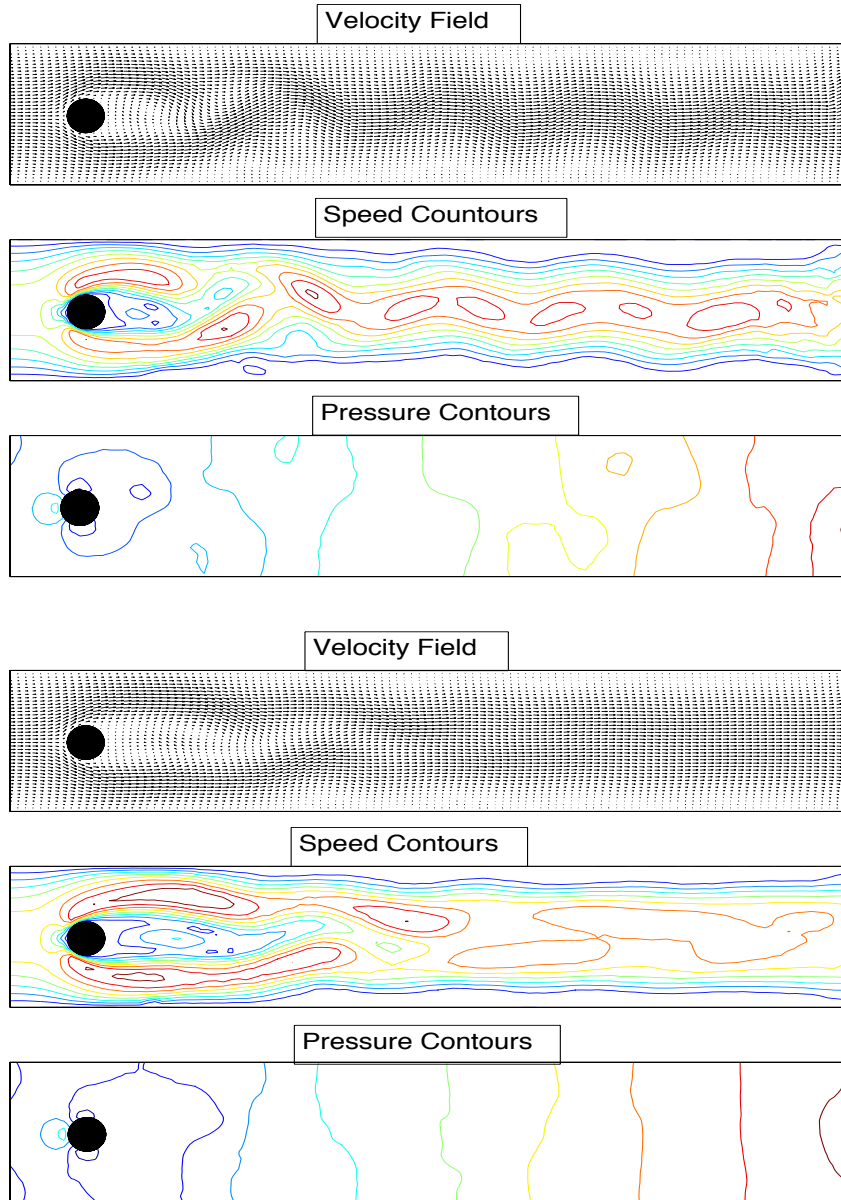 Velocity Field
Speed Countours
Pressure Contours
Velocity Field
Speed Contours
Pressure Contours